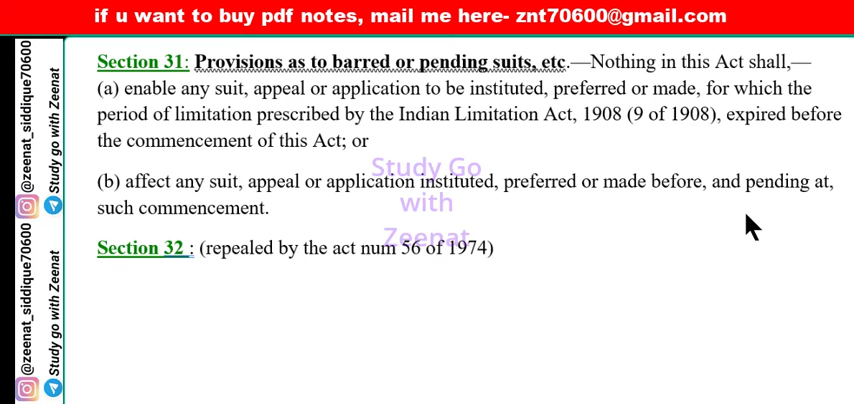 if u want to buy pdf notes, mail me here- znt70600@gmail.com
Section 31: Provisions as to barred or pending suits, etc.—Nothing in this Act shall,—
(a) enable any suit, appeal or application to be instituted, preferred or made, for which the
period of limitation prescribed by the Indian Limitation Act, 1908 (9 of 1908), expired before
the commencement of this Act; or
(b) affect any suit, appeal or application instituted, preferred or made before, and pending at,
such commencement.
Section 32 : (repealed by the act num 56 of 1974)
Study Go
with
Zeenat
@zeenat_siddique70600
Study go with Zeenat
@zeenat_siddique70600
Study go with Zeenat